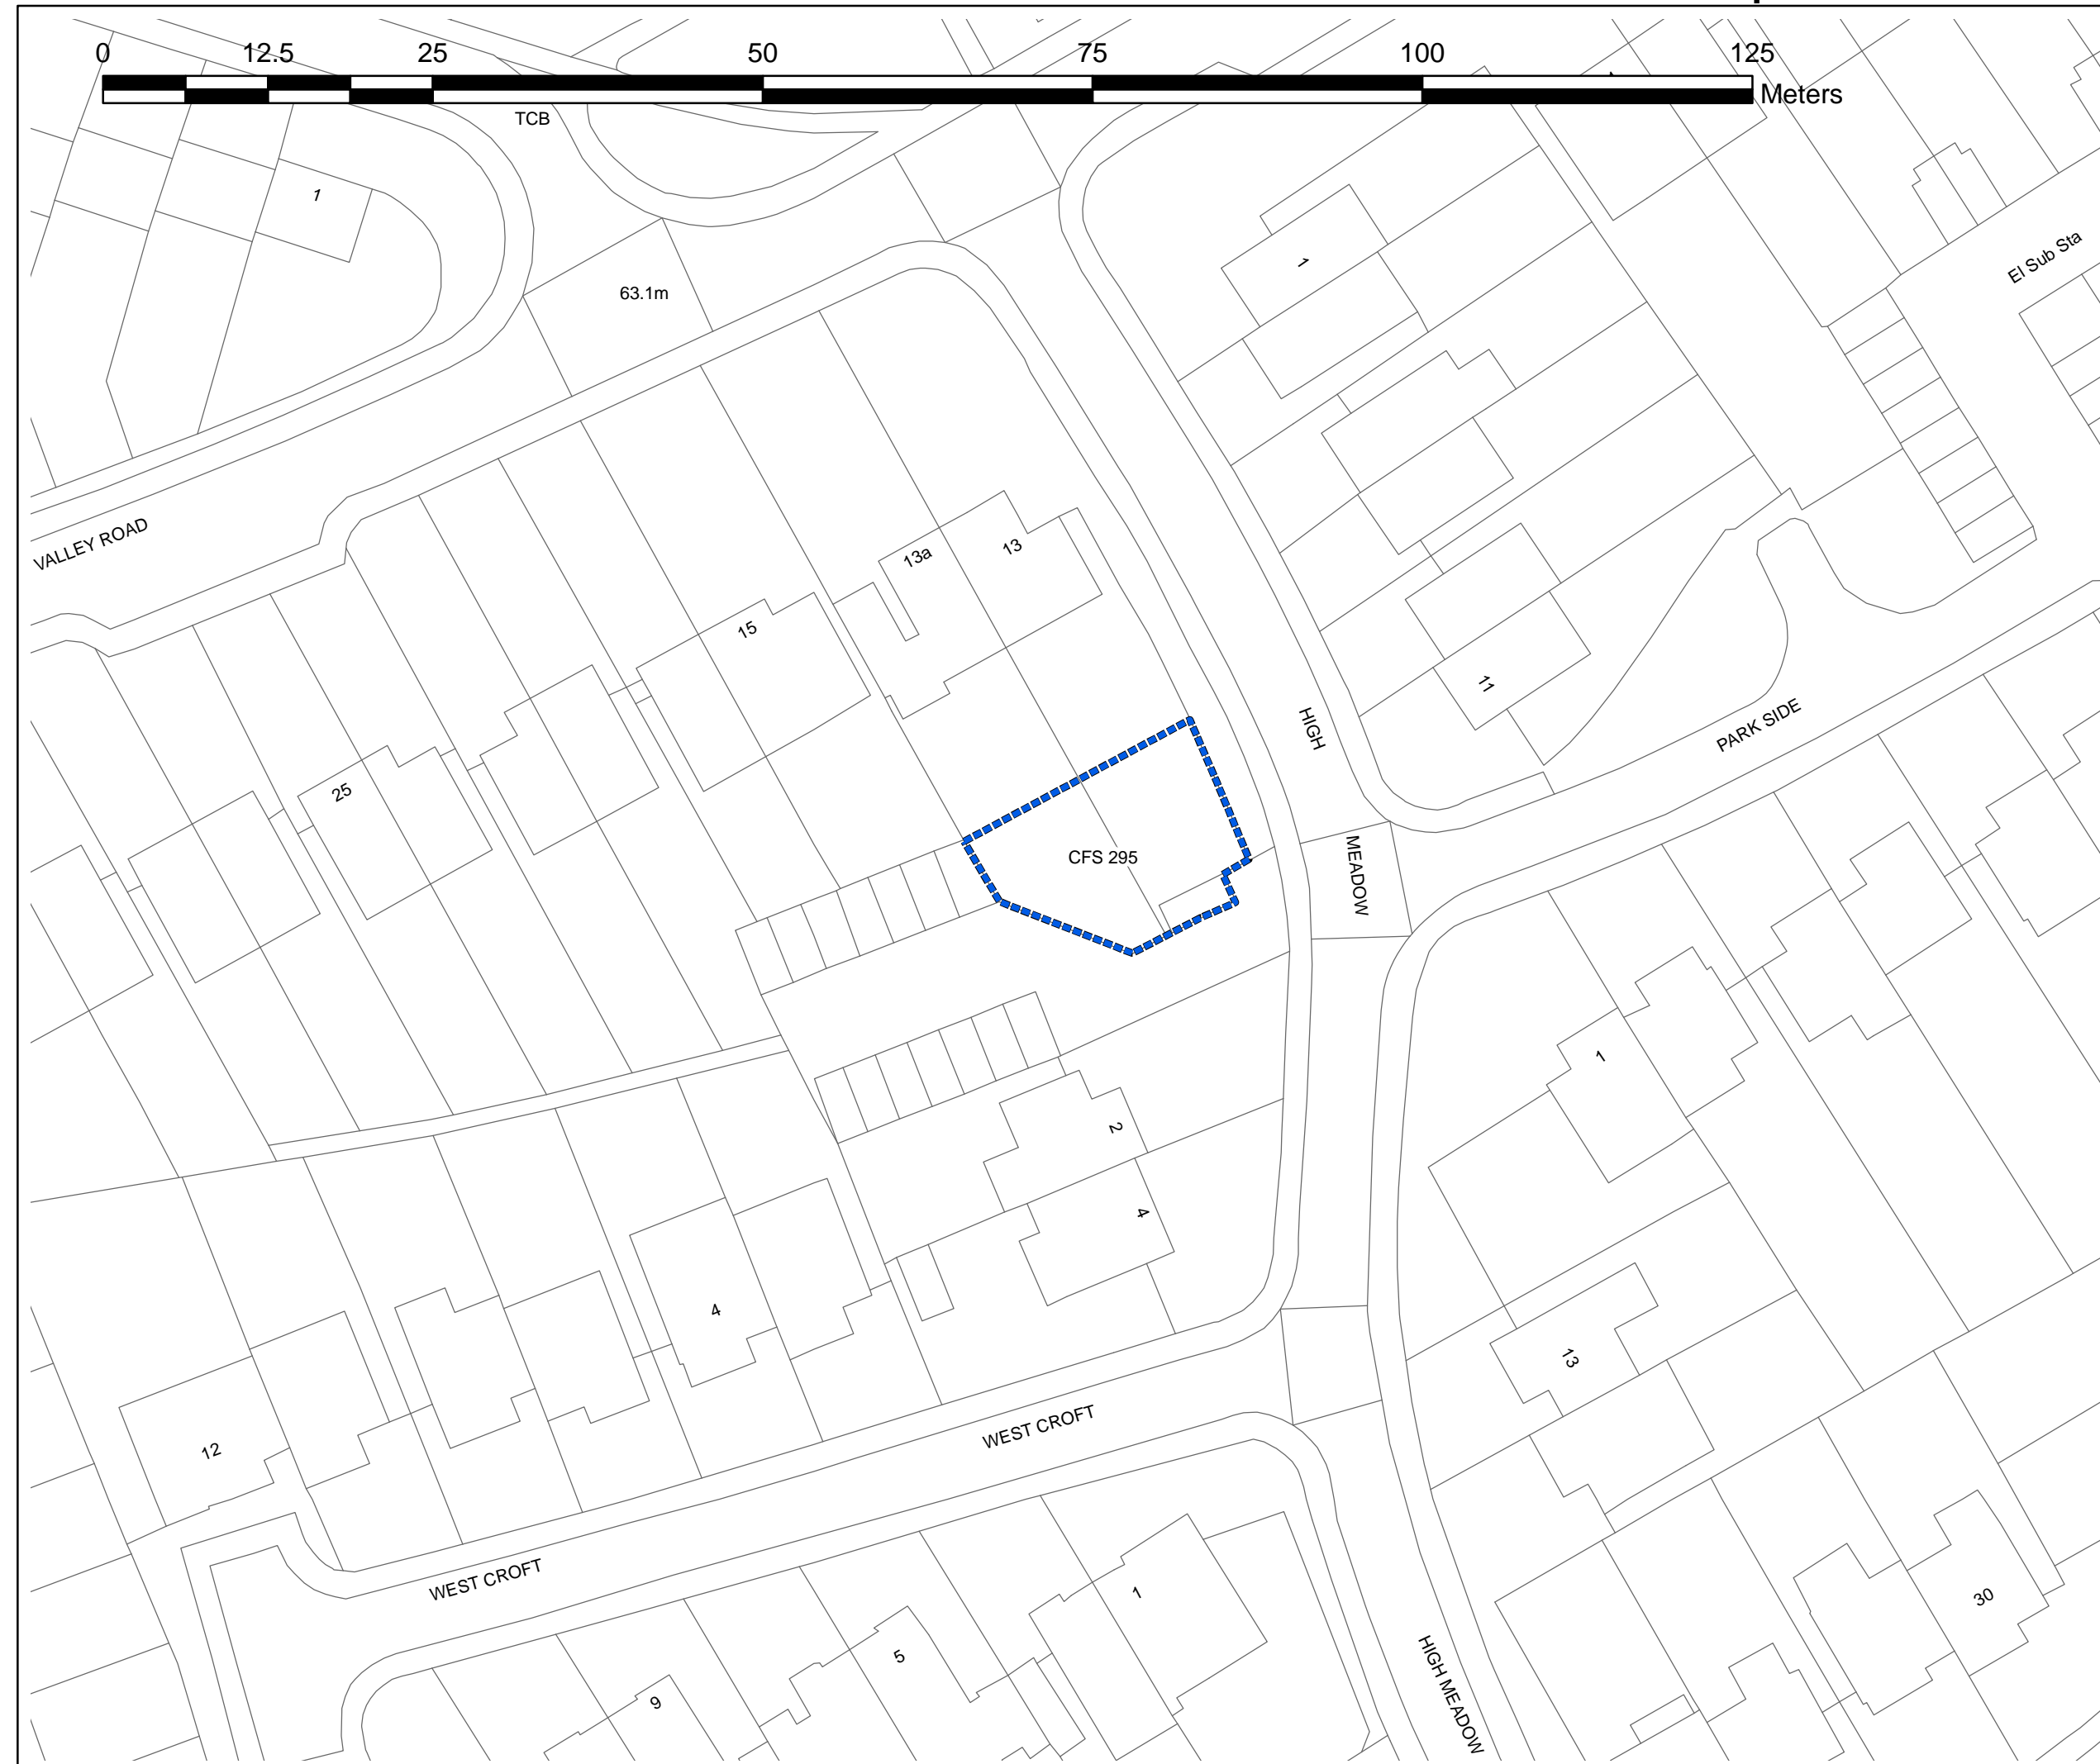 0 12.5 25 50 75 100 125
Meters
TCB
1
1
El Sub Sta
63.1m
VALLEY ROAD
13a
13
15
11
HIGH
PARK SIDE
25
CFS 295
MEADOW
1
2
4
4
13
12
WEST CROFT
WEST CROFT
1
30
5
9
HIGH MEADOW